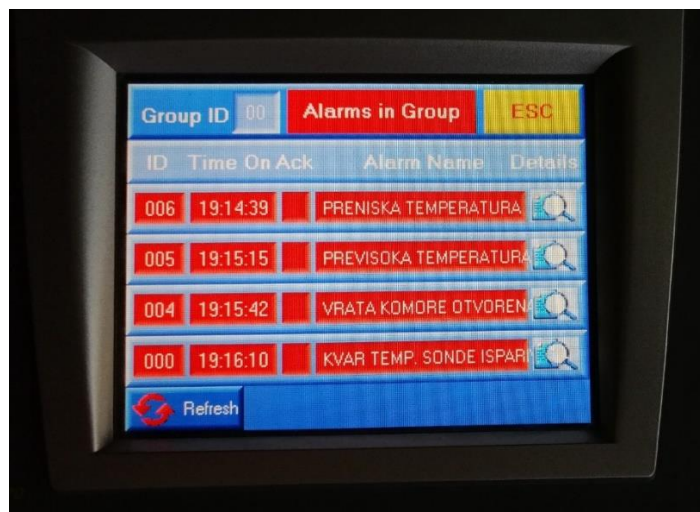 Group ID 00 Alarms in Group ESC
ID Time On Ack Alarm Name Details
006 19:14:39 PRENISKA TEMPERATURA
005 19:15:15 PREVISOKA TEMPERATURA
004 19:15:42 VRATA KOMORE OTVOREN
000 19:16:10 KVAR TEMP. SONDE ISPARI
Refresh